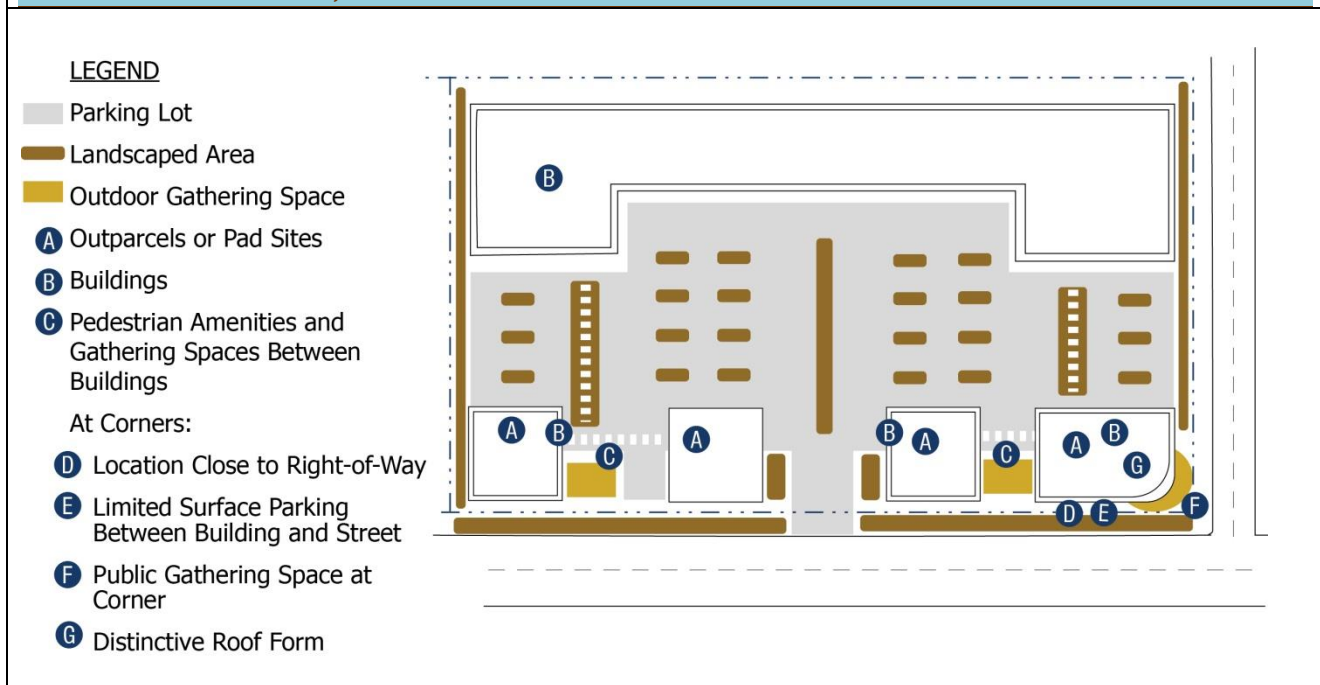 LEGEND
Parking Lot
Landscaped Area
Outdoor Gathering Space
A Outparcels or Pad Sites
B Buildings
C Pedestrian Amenities and
Gathering Spaces Between
Buildings
At Corners:
D Location Close to Right-of-Way
E Limited Surface Parking
Between Building and Street
F Public Gathering Space at
Corner
G Distinctive Roof Form
B
A
B
C
A
B
A
C
A
B
G
D
E
F